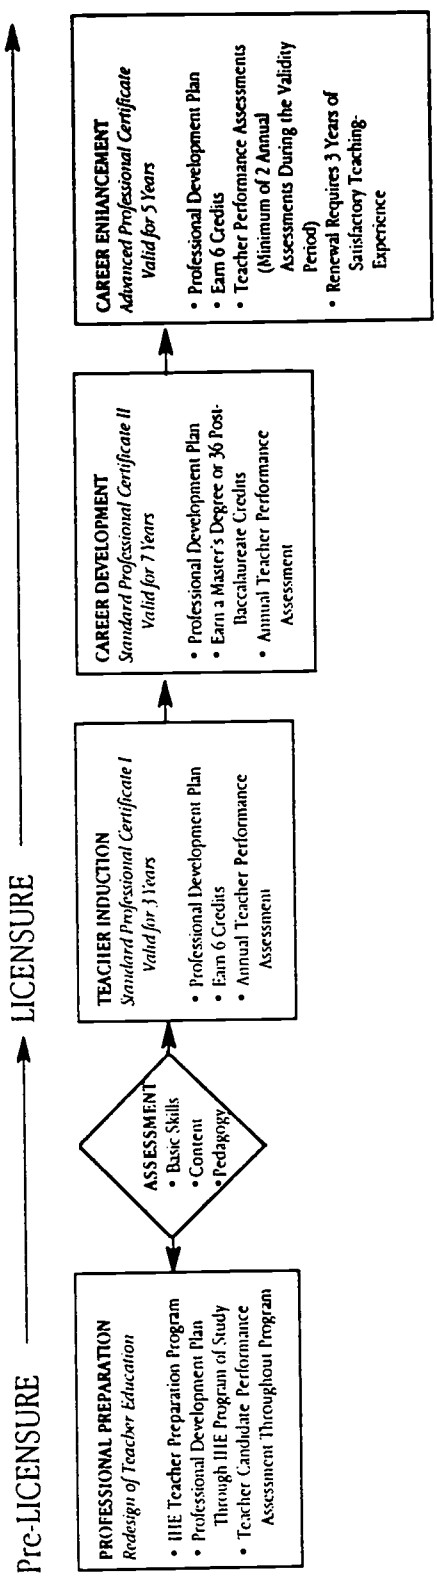 Pre-LICENSURE
LICENSURE
PROFESSIONAL PREPARATION
Redesign of Teacher Education
• IHE Teacher Preparation Program
• Professional Development Plan
Through IHE Program of Study
• Teacher Candidate Performance
Assessment Throughout Program
ASSESSMENT
• Basic Skills
• Content
• Pedagogy
TEACHER INDUCTION
Standard Professional Certificate I
Valid for 3 Years
• Professional Development Plan
• Earn 6 Credits
• Annual Teacher Performance
Assessment
CAREER DEVELOPMENT
Standard Professional Certificate II
Valid for 7 Years
• Professional Development Plan
• Earn a Master's Degree or 36 Post-
Baccalaureate Credits
• Annual Teacher Performance
Assessment
CAREER ENHANCEMENT
Advanced Professional Certificate
Valid for 5 Years
• Professional Development Plan
• Earn 6 Credits
• Teacher Performance Assessments
(Minimum of 2 Annual
Assessments During the Validity
Period)
• Renewal Requires 3 Years of
Satisfactory Teaching-
Experience